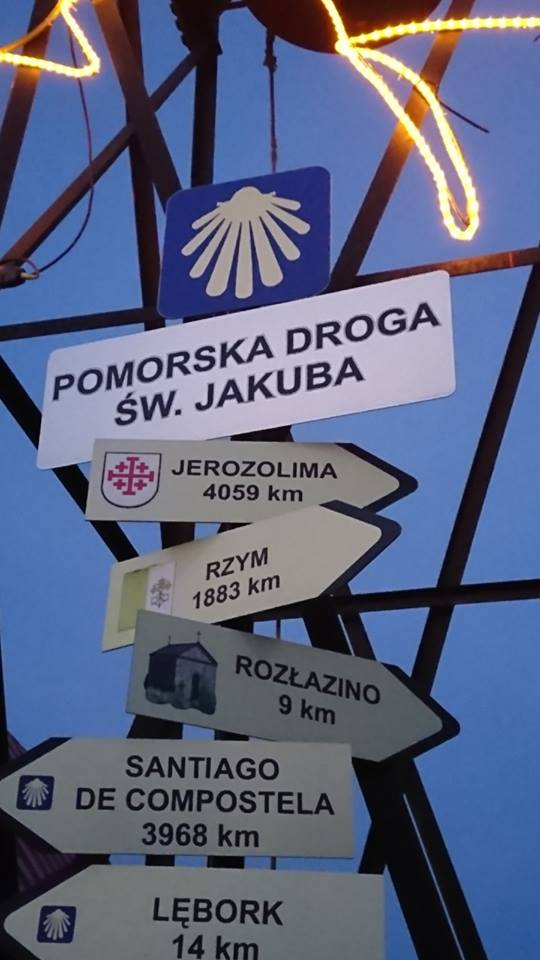 POMORSKA DROGA
ŚW. JAKUBA
JEROZOLIMA
4059 km
RZYM
1883 km
ROZŁAZINO
9 km
SANTIAGO
DE COMPOSTELA
3968 km
LĘBORK
14 km